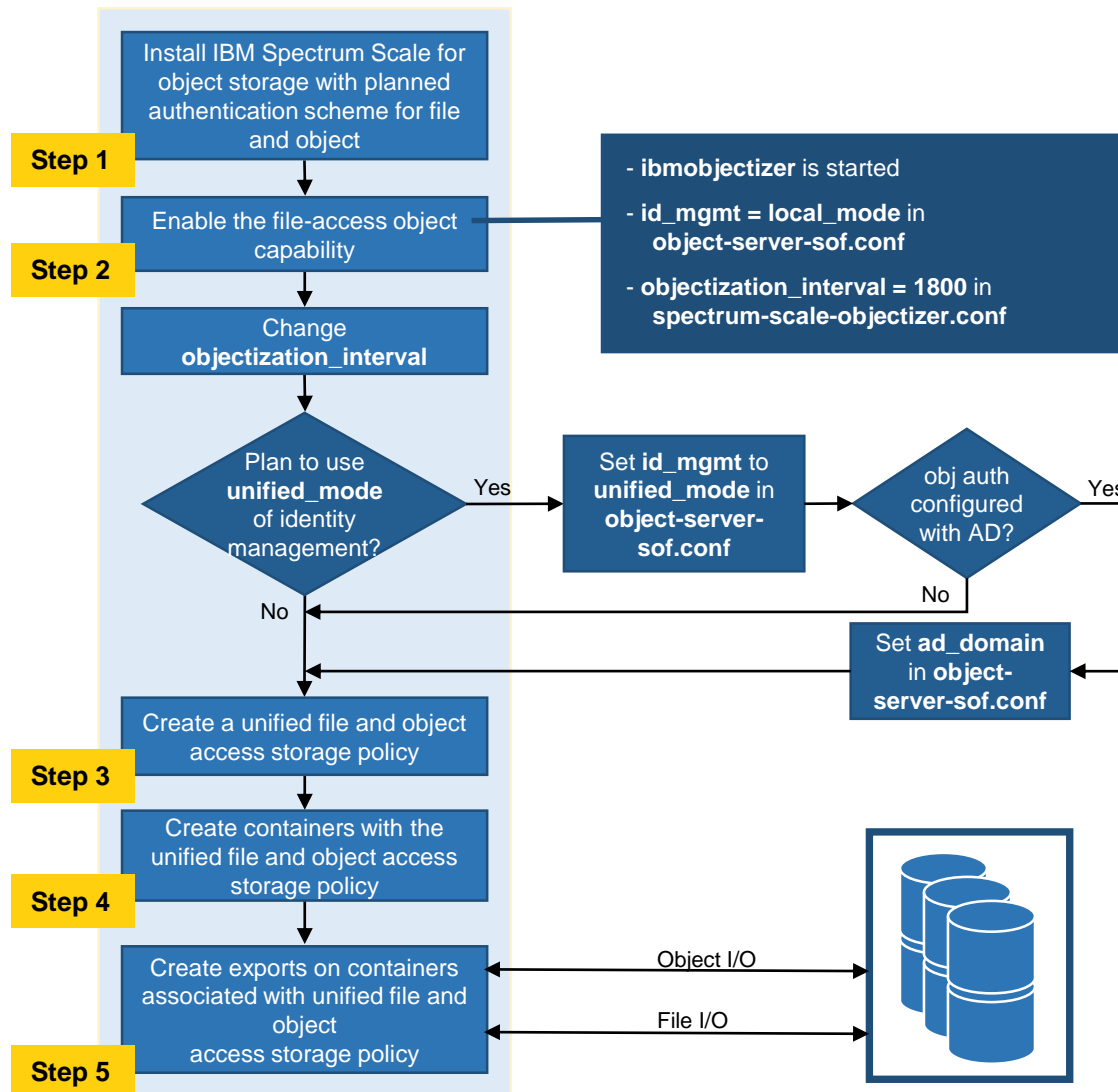 Install IBM Spectrum Scale for
object storage with planned
authentication scheme for file
and object
Step 1
Enable the file-access object
capability
Step 2
- ibmobjectizer is started
- id_mgmt = local_mode in
object-server-sof.conf
- objectization_interval = 1800 in
spectrum-scale-objectizer.conf
Change
objectization_interval
Plan to use
unified_mode
of identity
management?
Yes
Set id_mgmt to
unified_mode in
object-server-
sof.conf
obj auth
configured
with AD?
Yes
No
No
Set ad_domain
in object-
server-sof.conf
Create a unified file and object
access storage policy
Step 3
Create containers with the
unified file and object access
storage policy
Step 4
Create exports on containers
associated with unified file and
object
access storage policy
Step 5
Object I/O
File I/O